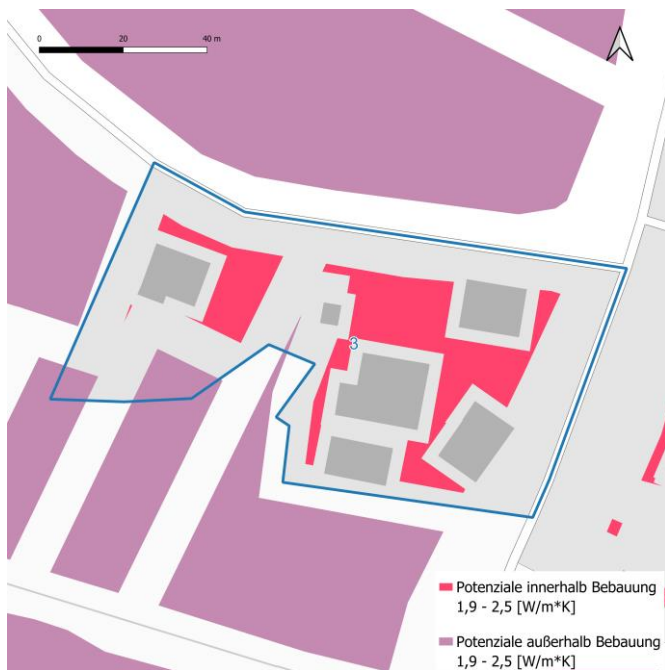 0 20 40 m
3
Potenziale innerhalb Bebauung
1,9 - 2,5 [W/m*K]
Potenziale außerhalb Bebauung
1,9 - 2,5 [W/m*K]